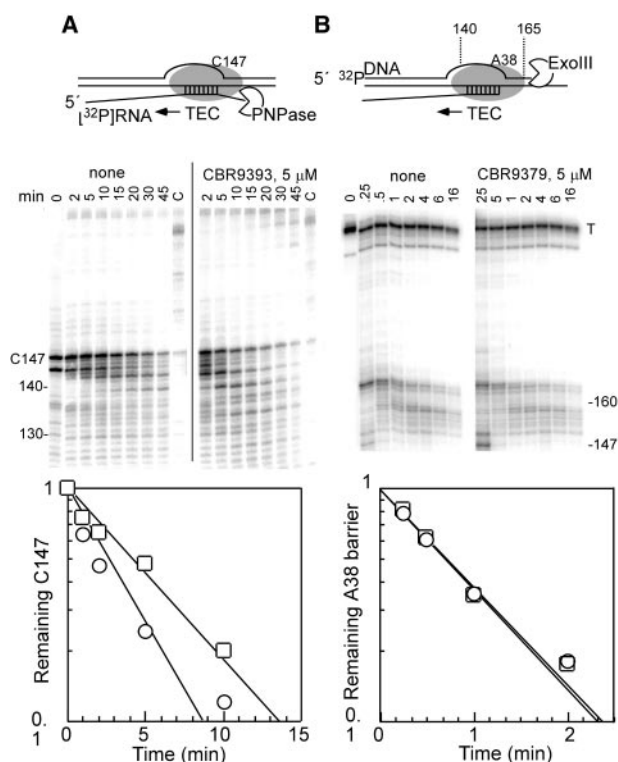 A
B
C147
140 165
A38
ExoIII
³²P DNA
5´
[³²P]RNA
TEC
PNPase
TEC
none
CBR9393, 5 μM
none
CBR9379, 5 μM
min
0 2 5 10 15 20 30 45 C
2 5 10 15 20 30 45 C
0 .25 .5 1 2 4 6 16
25 5 1 2 4 6 16
T
C147
140-
130-
-160
-147
1
Remaining C147
0.
1
0 5 10 15
Time (min)
1
Remaining A38 barrier
0.
1
0 1 2
Time (min)